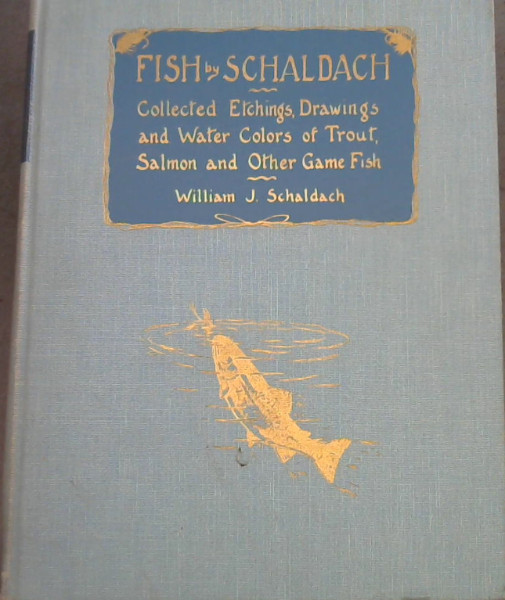 FISH by SCHALDACH
Collected Etchings, Drawings
and Water Colors of Trout,
Salmon and Other Game Fish
William J. Schaldach